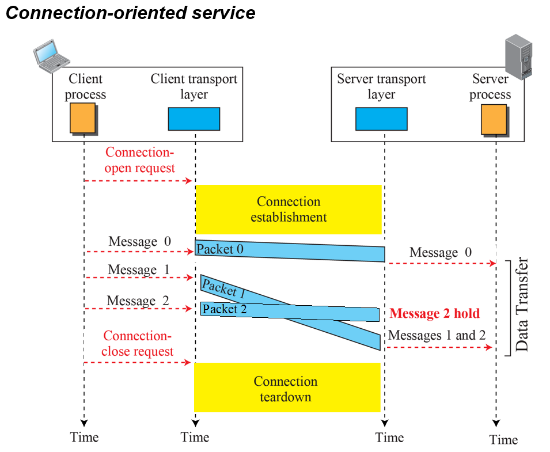 Connection-oriented service
Client process
Client transport layer
Server transport layer
Server process
Connection-
open request
Connection
establishment
Message 0
Packet 0
Message 0
Message 1
Packet 1
Message 2
Packet 2
Message 2 hold
Messages 1 and 2
Data Transfer
Connection-
close request
Connection
teardown
Time
Time
Time
Time